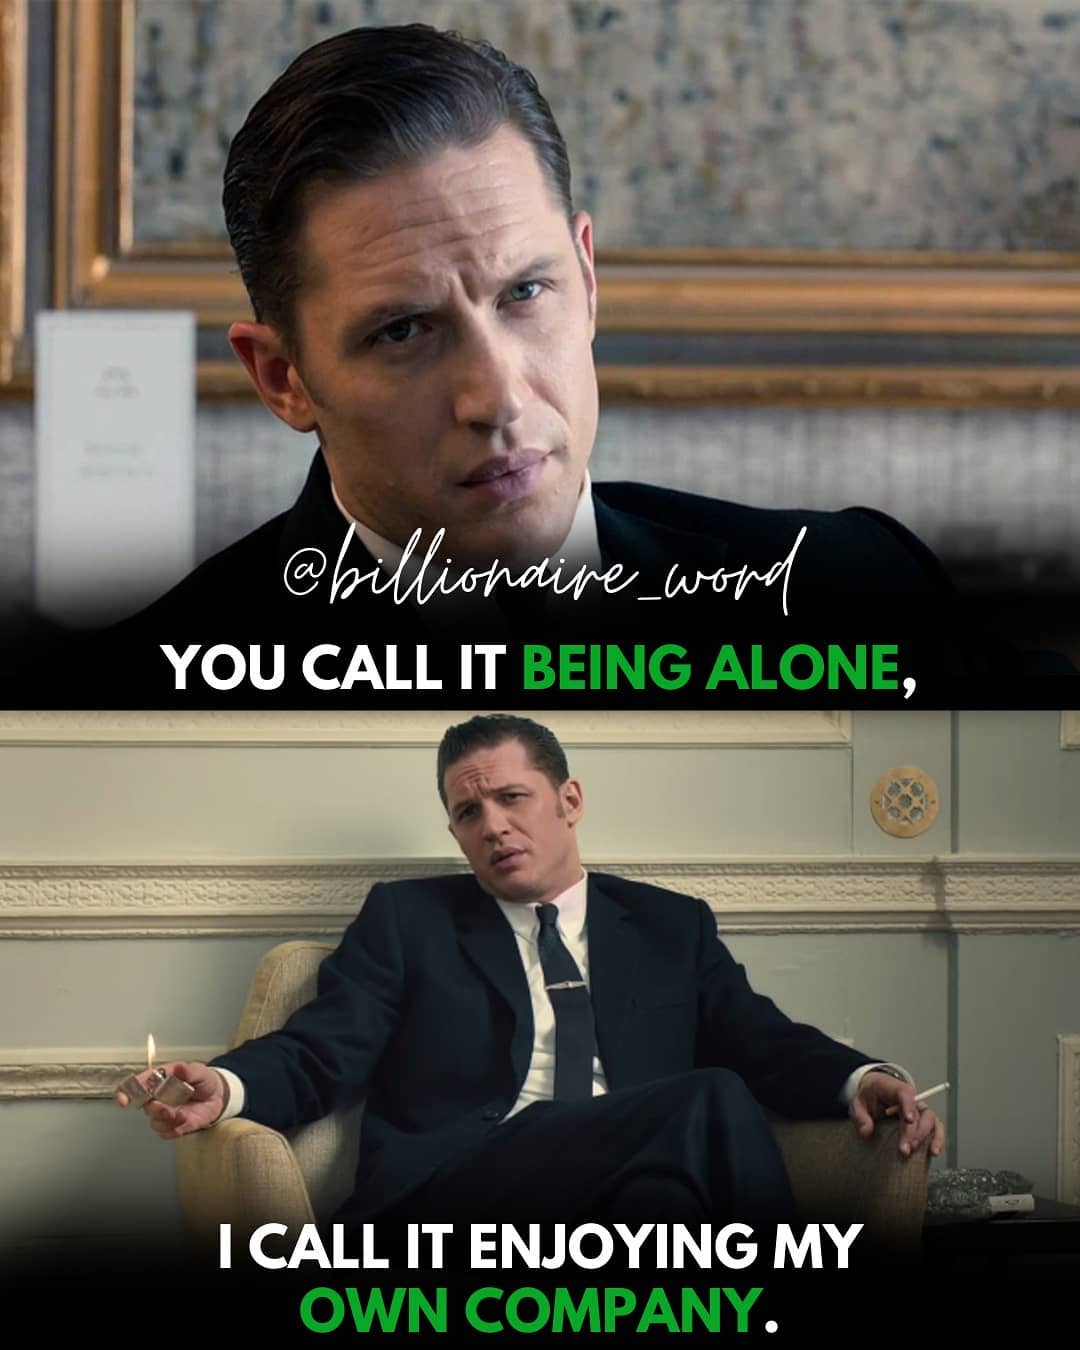 @billionaire_word
YOU CALL IT BEING ALONE,
I CALL IT ENJOYING MY
OWN COMPANY.